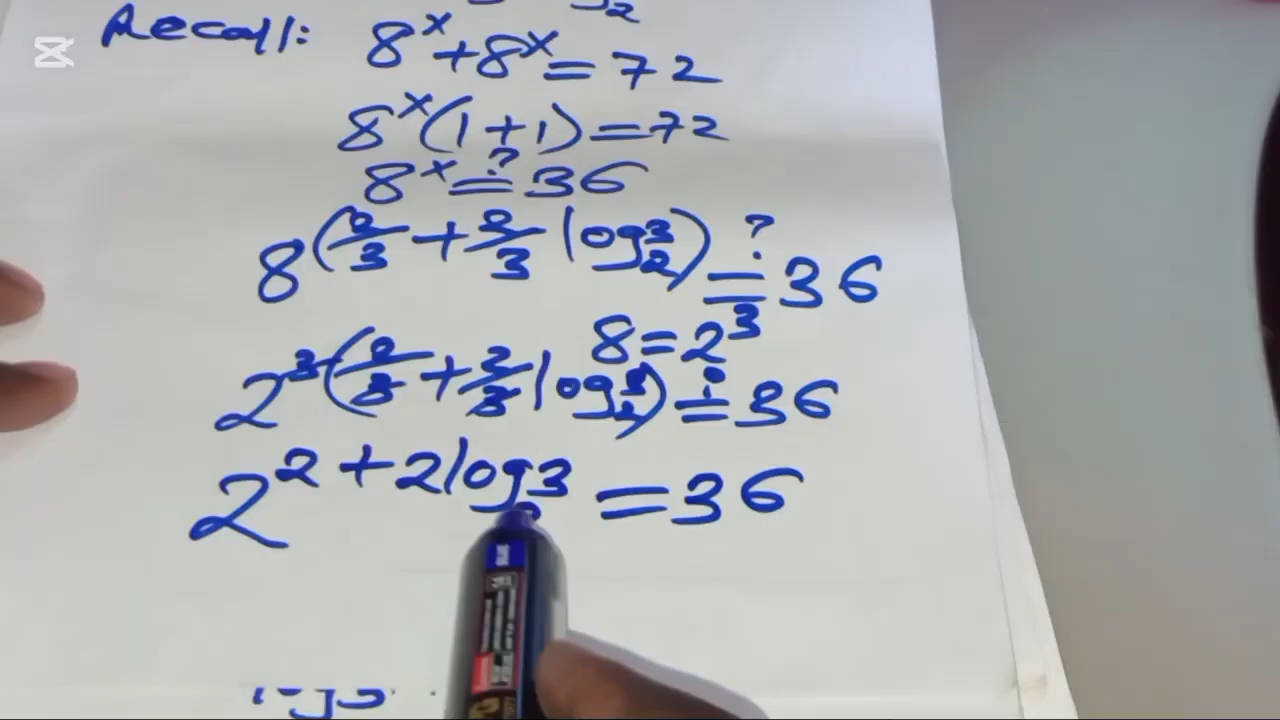 Recall: 8^x + 8^x = 72
8^x (1 + 1) = 72
8^x ≟ 36
8^(2/3 + 2/3 log₂3) ≟ 36
8 = 2^3
2^3(2/3 + 2/3 log₂3) ≟ 36
2^2 + 2log₂3 = 36